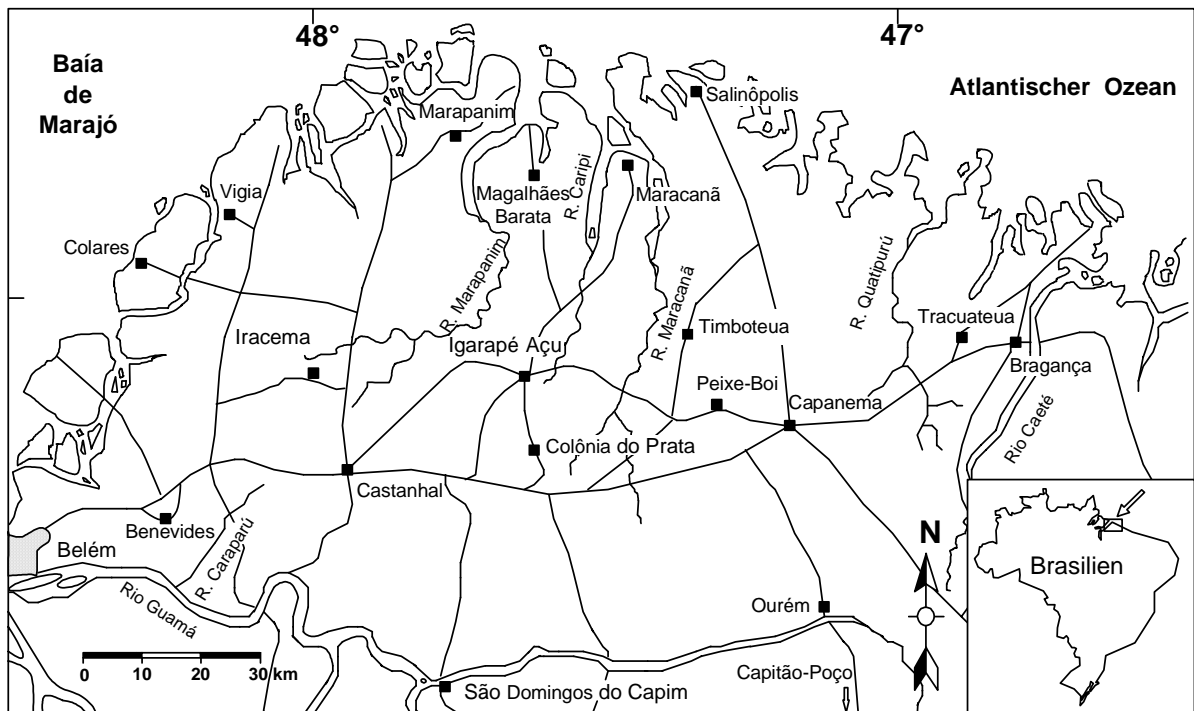 48°
47°
Baía
de
Marajó
Atlantischer Ozean
Salinôpolis
Marapanim
R. Caripi
Magalhães
Barata
Maracanã
Vigia
Colares
R. Marapanim
R. Maracanã
R. Quatipurú
Iracema
Igarapé Açu
Timboteua
Tracuateua
Bragança
Peixe-Boi
Capanema
Rio Caeté
Colônia do Prata
Castanhal
Benevides
Belém
R. Caraparú
Rio Guamá
N
Brasilien
Ourém
0 10 20 30 km
Capitão-Poço
São Domingos do Capim